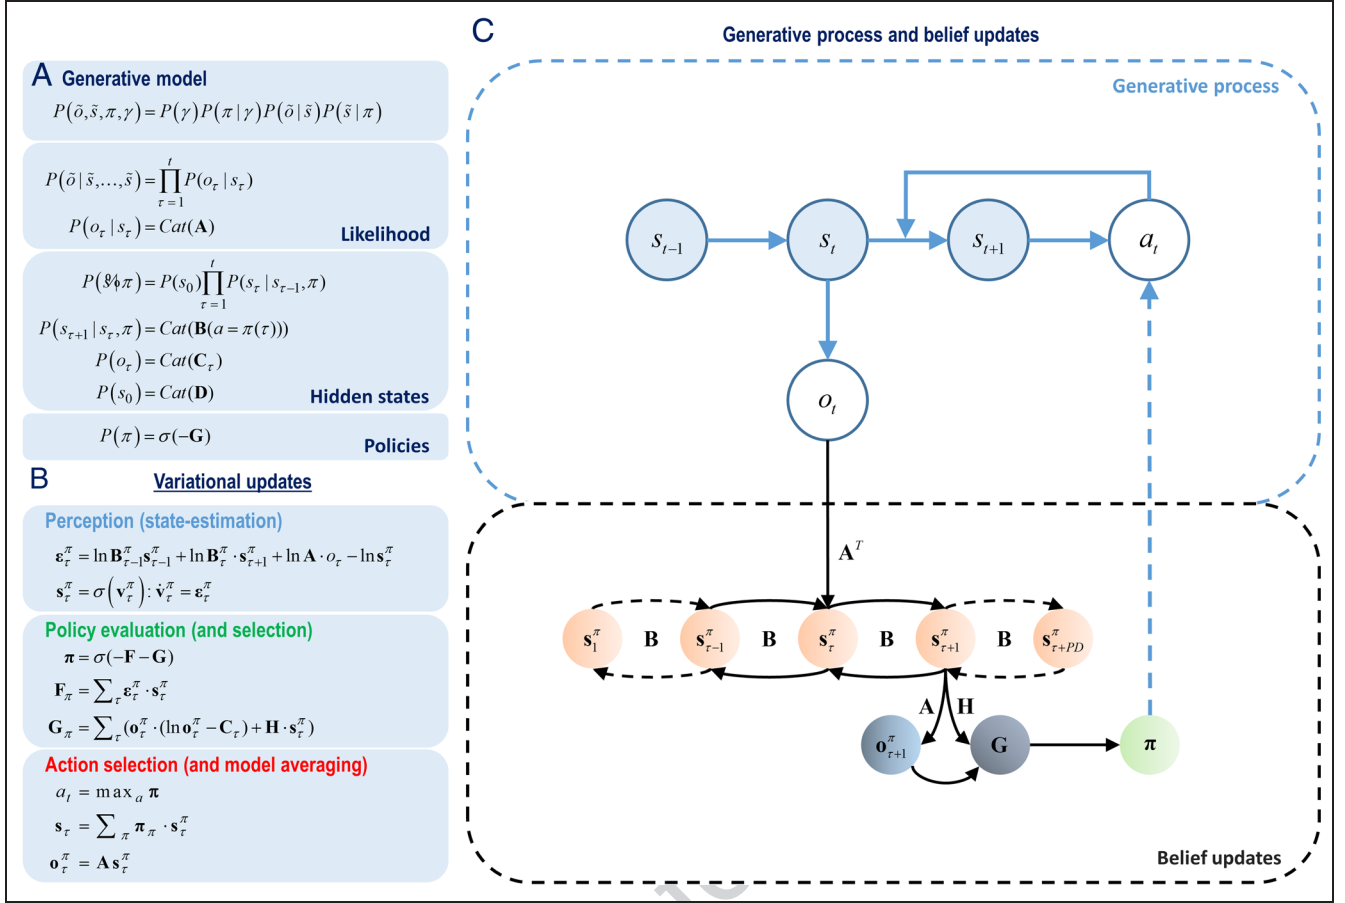 A Generative model
P(õ,s̃,π,γ)=P(γ)P(π|γ)P(õ|s̃)P(s̃|π)
P(õ|s̃,...,s̃)=∏_{τ=1}^{t}P(o_τ|s_τ)
P(o_τ|s_τ)=Cat(A)
Likelihood
π)=P(s_0)∏_{τ=1}^{t}P(s_τ|s_{τ−1},π)
P(s_{τ+1}|s_τ,π)=Cat(B(a=π(τ)))
P(o_τ)=Cat(C_τ)
P(s_0)=Cat(D)
Hidden states
P(π)=σ(−G)
Policies
B
Variational updates
Perception (state-estimation)
ε_τ^π=ln B_{τ−1}^π s_{τ−1}^π+ln B_τ^π·s_{τ+1}^π+ln A·o_τ−ln s_τ^π
s_τ^π=σ(v_τ^π):v̇_τ^π=ε_τ^π
Policy evaluation (and selection)
π=σ(−F−G)
F_π=∑_τ ε_τ^π·s_τ^π
G_π=∑_τ(o_τ^π·(ln o_τ^π−C_τ)+H·s_τ^π)
Action selection (and model averaging)
a_t=max_a π
s_τ=∑_π π_π·s_τ^π
o_τ^π=As_τ^π
C
Generative process and belief updates
Generative process
s_{t−1}
s_t
s_{t+1}
a_t
o_t
A^T
s_1^π
B
s_{τ−1}^π
B
s_τ^π
B
s_{τ+1}^π
B
s_{τ+PD}^π
A
H
o_{τ+1}^π
G
π
Belief updates